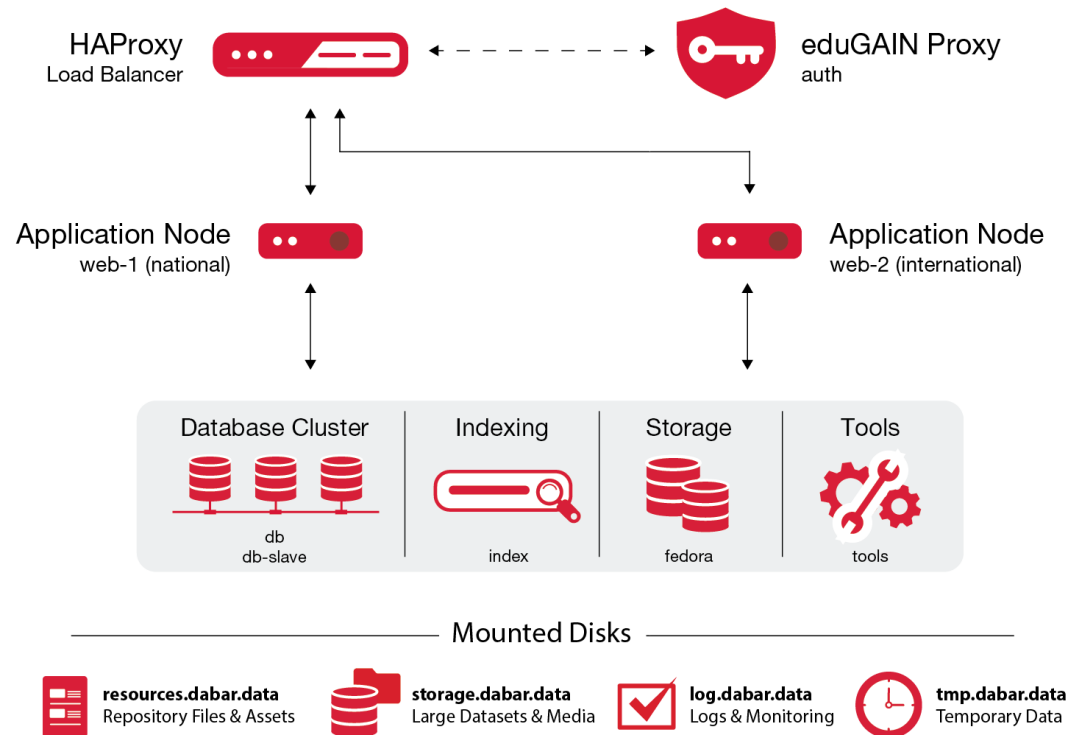 HAProxy
Load Balancer
eduGAIN Proxy
auth
Application Node
web-1 (national)
Application Node
web-2 (international)
Database Cluster
db
db-slave
Indexing
index
Storage
fedora
Tools
tools
Mounted Disks
resources.dabar.data
Repository Files & Assets
storage.dabar.data
Large Datasets & Media
log.dabar.data
Logs & Monitoring
tmp.dabar.data
Temporary Data